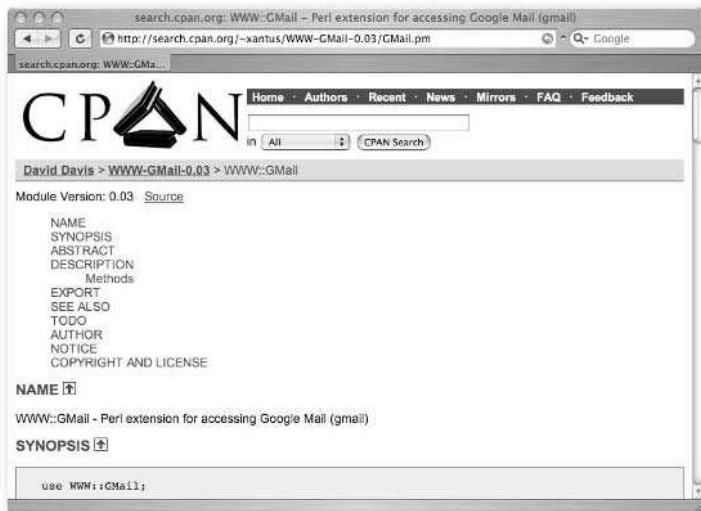 search.cpan.org: WWW::GMail – Perl extension for accessing Google Mail (gmail)
http://search.cpan.org/~xantus/WWW-GMail-0.03/GMail.pm
Google
search.cpan.org: WWW::GMa...
CPAN
Home · Authors · Recent · News · Mirrors · FAQ · Feedback
in All CPAN Search
David Davis > WWW-GMail-0.03 > WWW::GMail
Module Version: 0.03 Source
NAME
SYNOPSIS
ABSTRACT
DESCRIPTION
Methods
EXPORT
SEE ALSO
TODO
AUTHOR
NOTICE
COPYRIGHT AND LICENSE
NAME
WWW::GMail - Perl extension for accessing Google Mail (gmail)
SYNOPSIS
use WWW::GMail;